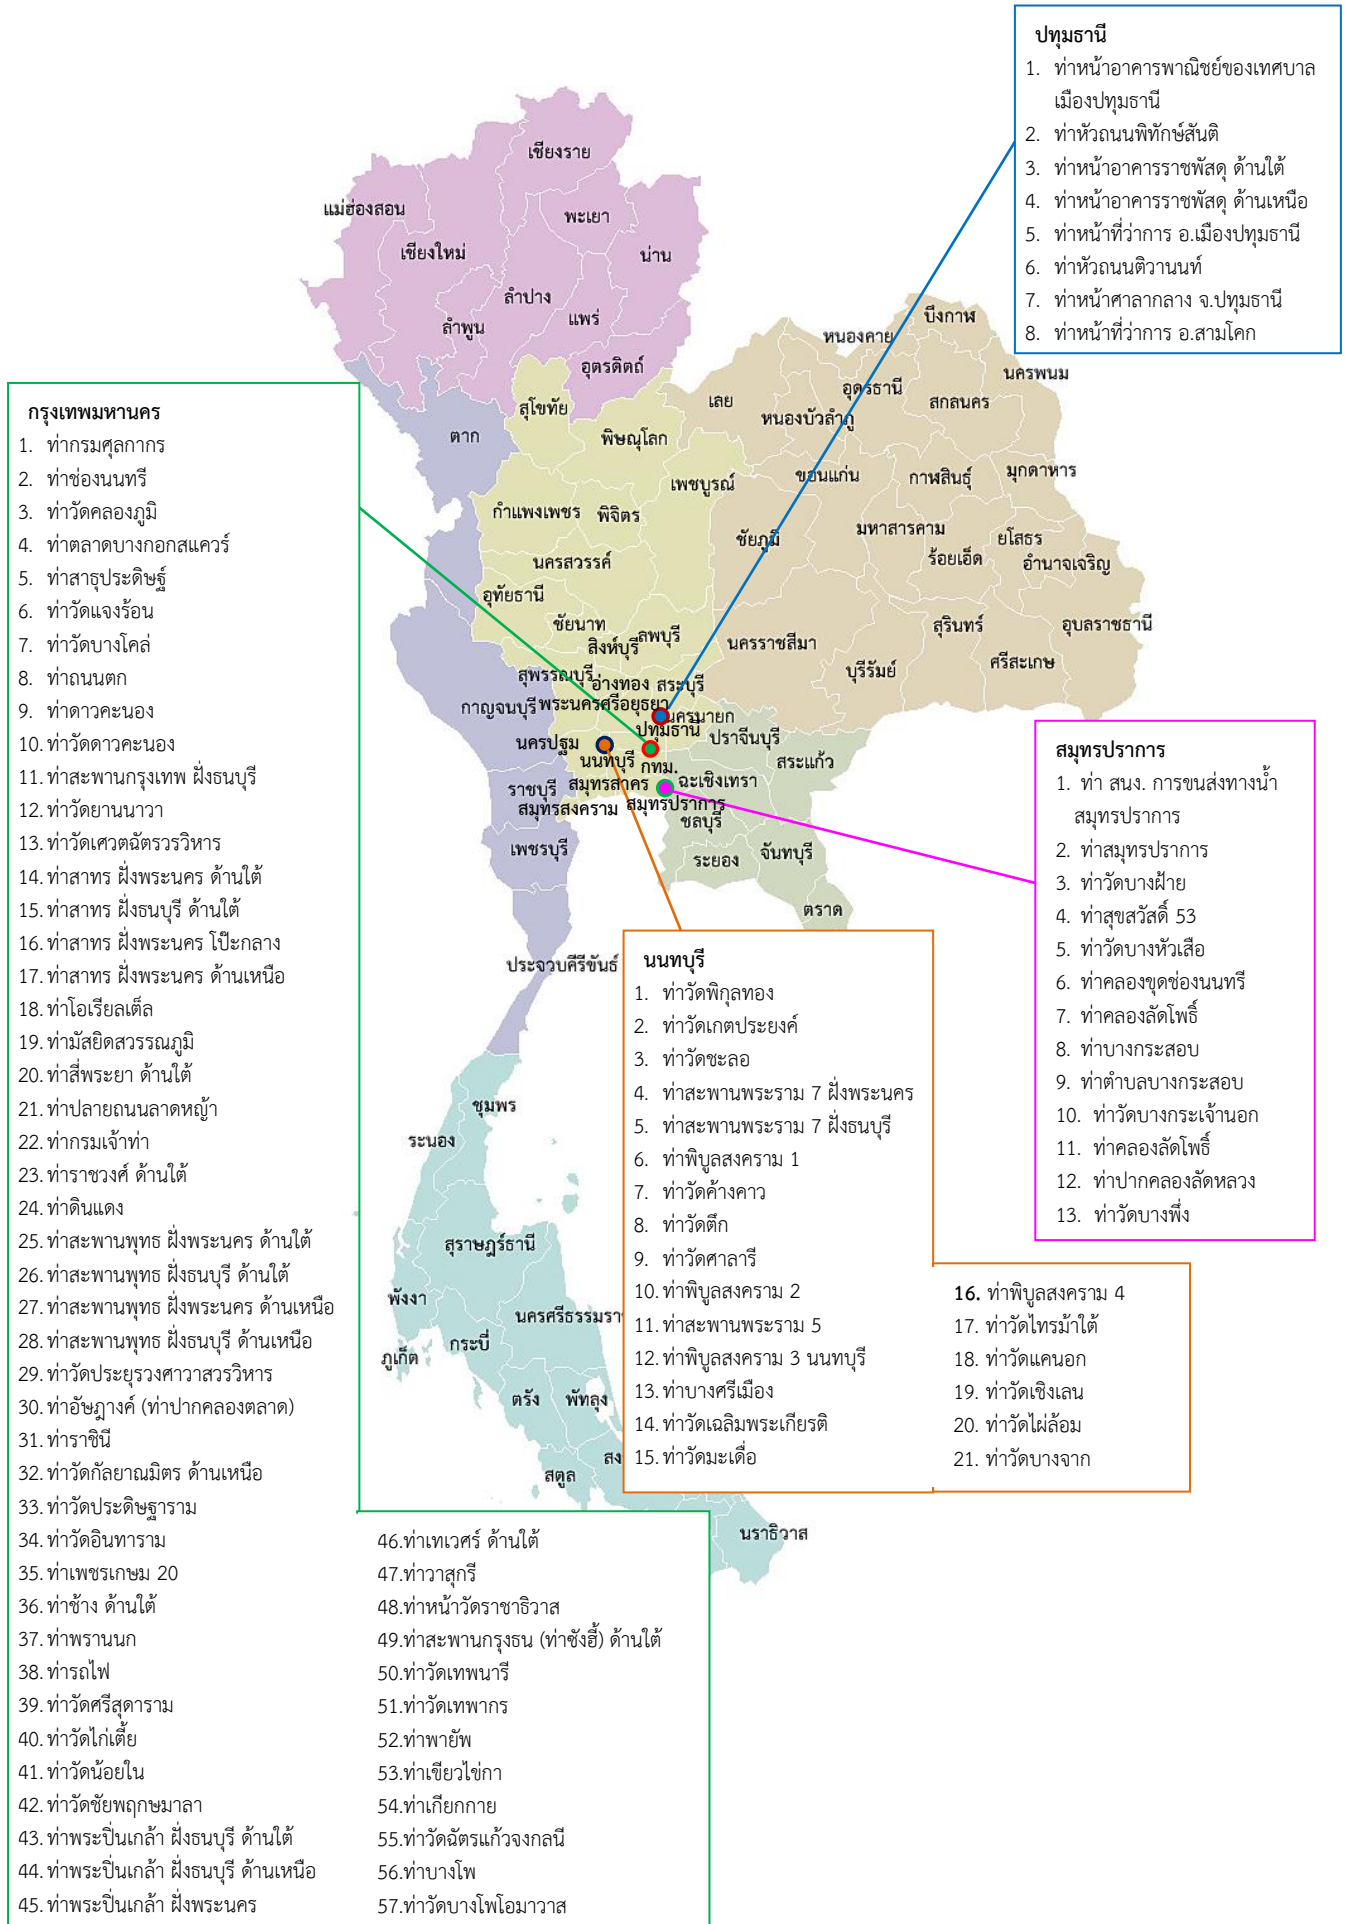 ปทุมธานี
1. ท่าหน้าอาคารพาณิชย์ของเทศบาล
เมืองปทุมธานี
2. ท่าหัวถนนพิทักษ์สันติ
3. ท่าหน้าอาคารราชพัสดุ ด้านใต้
4. ท่าหน้าอาคารราชพัสดุ ด้านเหนือ
5. ท่าหน้าที่ว่าการ อ.เมืองปทุมธานี
6. ท่าหัวถนนติวานนท์
7. ท่าหน้าศาลากลาง จ.ปทุมธานี
8. ท่าหน้าที่ว่าการ อ.สามโคก
เชียงราย
แม่ฮ่องสอน
พะเยา
เชียงใหม่
น่าน
ลำปาง
ลำพูน
แพร่
อุตรดิตถ์
บึงกาฬ
หนองคาย
นครพนม
อุดรธานี
เลย
สกลนคร
หนองบัวลำภู
สุโขทัย
ตาก
พิษณุโลก
ขอนแก่น
กาฬสินธุ์
มุกดาหาร
เพชบูรณ์
กำแพงเพชร
พิจิตร
ชัยภูมิ
มหาสารคาม
ยโสธร
ร้อยเอ็ด
อำนาจเจริญ
นครสวรรค์
อุทัยธานี
ชัยนาท
ลพบุรี
สิงห์บุรี
นครราชสีมา
สุรินทร์
อุบลราชธานี
บุรีรัมย์
ศรีสะเกษ
สุพรรณบุรี
อ่างทอง
สระบุรี
กาญจนบุรี
พระนครศรีอยุธยา
นครนายก
ปทุมธานี
ปราจีนบุรี
นครปฐม
นนทบุรี
กทม.
สระแก้ว
ราชบุรี
สมุทรสาคร
ฉะเชิงเทรา
สมุทรสงคราม
สมุทรปราการ
ชลบุรี
เพชรบุรี
ระยอง
จันทบุรี
ตราด
ประจวบคีรีขันธ์
ชุมพร
ระนอง
สุราษฎร์ธานี
พังงา
นครศรีธรรมรา
กระบี่
ภูเก็ต
ตรัง
พัทลุง
สง
สตูล
นราธิวาส
กรุงเทพมหานคร
1. ท่ากรมศุลกากร
2. ท่าช่องนนทรี
3. ท่าวัดคลองภูมิ
4. ท่าตลาดบางกอกสแควร์
5. ท่าสาธุประดิษฐ์
6. ท่าวัดแจงร้อน
7. ท่าวัดบางโคล่
8. ท่าถนนตก
9. ท่าดาวคะนอง
10. ท่าวัดดาวคะนอง
11. ท่าสะพานกรุงเทพ ฝั่งธนบุรี
12. ท่าวัดยานนาวา
13. ท่าวัดเศวตฉัตรวรวิหาร
14. ท่าสาทร ฝั่งพระนคร ด้านใต้
15. ท่าสาทร ฝั่งธนบุรี ด้านใต้
16. ท่าสาทร ฝั่งพระนคร โป๊ะกลาง
17. ท่าสาทร ฝั่งพระนคร ด้านเหนือ
18. ท่าโอเรียลเต็ล
19. ท่ามัสยิดสวรรณภูมิ
20. ท่าสี่พระยา ด้านใต้
21. ท่าปลายถนนลาดหญ้า
22. ท่ากรมเจ้าท่า
23. ท่าราชวงศ์ ด้านใต้
24. ท่าดินแดง
25. ท่าสะพานพุทธ ฝั่งพระนคร ด้านใต้
26. ท่าสะพานพุทธ ฝั่งธนบุรี ด้านใต้
27. ท่าสะพานพุทธ ฝั่งพระนคร ด้านเหนือ
28. ท่าสะพานพุทธ ฝั่งธนบุรี ด้านเหนือ
29. ท่าวัดประยุรวงศาวาสวรวิหาร
30. ท่าอัษฎางค์ (ท่าปากคลองตลาด)
31. ท่าราชินี
32. ท่าวัดกัลยาณมิตร ด้านเหนือ
33. ท่าวัดประดิษฐาราม
34. ท่าวัดอินทาราม
35. ท่าเพชรเกษม 20
36. ท่าช้าง ด้านใต้
37. ท่าพรานนก
38. ท่ารถไฟ
39. ท่าวัดศรีสุดาราม
40. ท่าวัดไก่เตี้ย
41. ท่าวัดน้อยใน
42. ท่าวัดชัยพฤกษมาลา
43. ท่าพระปิ่นเกล้า ฝั่งธนบุรี ด้านใต้
44. ท่าพระปิ่นเกล้า ฝั่งธนบุรี ด้านเหนือ
45. ท่าพระปิ่นเกล้า ฝั่งพระนคร
46.ท่าเทเวศร์ ด้านใต้
47.ท่าวาสุกรี
48.ท่าหน้าวัดราชาธิวาส
49.ท่าสะพานกรุงธน (ท่าซังฮี้) ด้านใต้
50.ท่าวัดเทพนารี
51.ท่าวัดเทพากร
52.ท่าพายัพ
53.ท่าเขียวไข่กา
54.ท่าเกียกกาย
55.ท่าวัดฉัตรแก้วจงกลนี
56.ท่าบางโพ
57.ท่าวัดบางโพโอมาวาส
สมุทรปราการ
1. ท่า สนง. การขนส่งทางน้ำ
สมุทรปราการ
2. ท่าสมุทรปราการ
3. ท่าวัดบางฝ้าย
4. ท่าสุขสวัสดิ์ 53
5. ท่าวัดบางหัวเสือ
6. ท่าคลองขุดช่องนนทรี
7. ท่าคลองลัดโพธิ์
8. ท่าบางกระสอบ
9. ท่าตำบลบางกระสอบ
10. ท่าวัดบางกระเจ้านอก
11. ท่าคลองลัดโพธิ์
12. ท่าปากคลองลัดหลวง
13. ท่าวัดบางพึ่ง
นนทบุรี
1. ท่าวัดพิกุลทอง
2. ท่าวัดเกตประยงค์
3. ท่าวัดชะลอ
4. ท่าสะพานพระราม 7 ฝั่งพระนคร
5. ท่าสะพานพระราม 7 ฝั่งธนบุรี
6. ท่าพิบูลสงคราม 1
7. ท่าวัดค้างคาว
8. ท่าวัดตึก
9. ท่าวัดศาลารี
10. ท่าพิบูลสงคราม 2
11. ท่าสะพานพระราม 5
12. ท่าพิบูลสงคราม 3 นนทบุรี
13. ท่าบางศรีเมือง
14. ท่าวัดเฉลิมพระเกียรติ
15. ท่าวัดมะเดื่อ
16. ท่าพิบูลสงคราม 4
17. ท่าวัดไทรม้าใต้
18. ท่าวัดแคนอก
19. ท่าวัดเชิงเลน
20. ท่าวัดไผ่ล้อม
21. ท่าวัดบางจาก